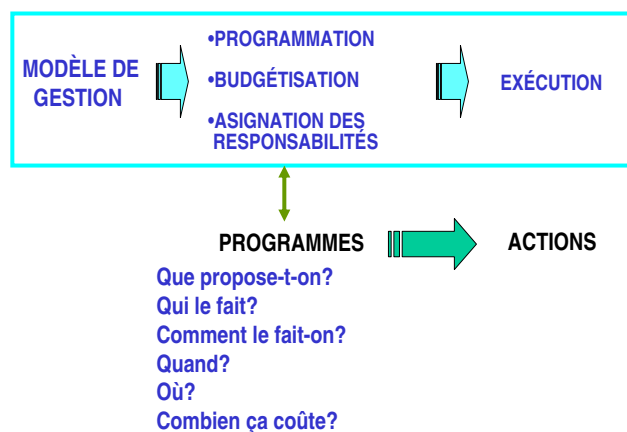 •PROGRAMMATION
MODÈLE DE
GESTION
•BUDGÉTISATION
EXÉCUTION
•ASIGNATION DES
RESPONSABILITÉS
PROGRAMMES
ACTIONS
Que propose-t-on?
Qui le fait?
Comment le fait-on?
Quand?
Où?
Combien ça coûte?